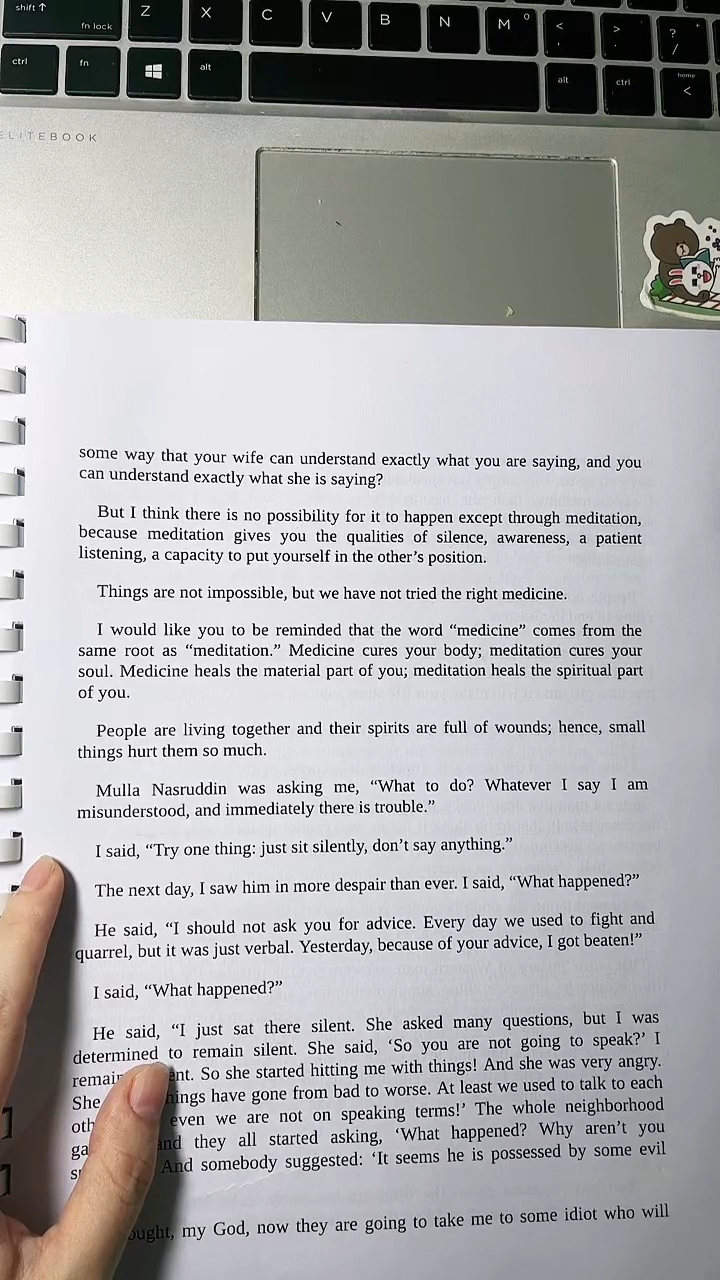 shift ↑
fn lock
Z
X
C
V
B
N
M
<
>
?
/
ctrl
fn
alt
alt
ctrl
home
<
ELITEBOOK
some way that your wife can understand exactly what you are saying, and you
can understand exactly what she is saying?
But I think there is no possibility for it to happen except through meditation,
because meditation gives you the qualities of silence, awareness, a patient
listening, a capacity to put yourself in the other's position.
Things are not impossible, but we have not tried the right medicine.
I would like you to be reminded that the word “medicine” comes from the
same root as “meditation.” Medicine cures your body; meditation cures your
soul. Medicine heals the material part of you; meditation heals the spiritual part
of you.
People are living together and their spirits are full of wounds; hence, small
things hurt them so much.
Mulla Nasruddin was asking me, “What to do? Whatever I say I am
misunderstood, and immediately there is trouble.”
I said, “Try one thing: just sit silently, don't say anything.”
The next day, I saw him in more despair than ever. I said, “What happened?”
He said, “I should not ask you for advice. Every day we used to fight and
quarrel, but it was just verbal. Yesterday, because of your advice, I got beaten!”
I said, “What happened?”
He said, “I just sat there silent. She asked many questions, but I was
determined to remain silent. She said, ‘So you are not going to speak?’ I
So she started hitting me with things! And she was very angry.
She have gone from bad to worse. At least we used to talk to each
even we are not on speaking terms!’ The whole neighborhood
they all started asking, ‘What happened? Why aren't you
And somebody suggested: ‘It seems he is possessed by some evil
my God, now they are going to take me to some idiot who will